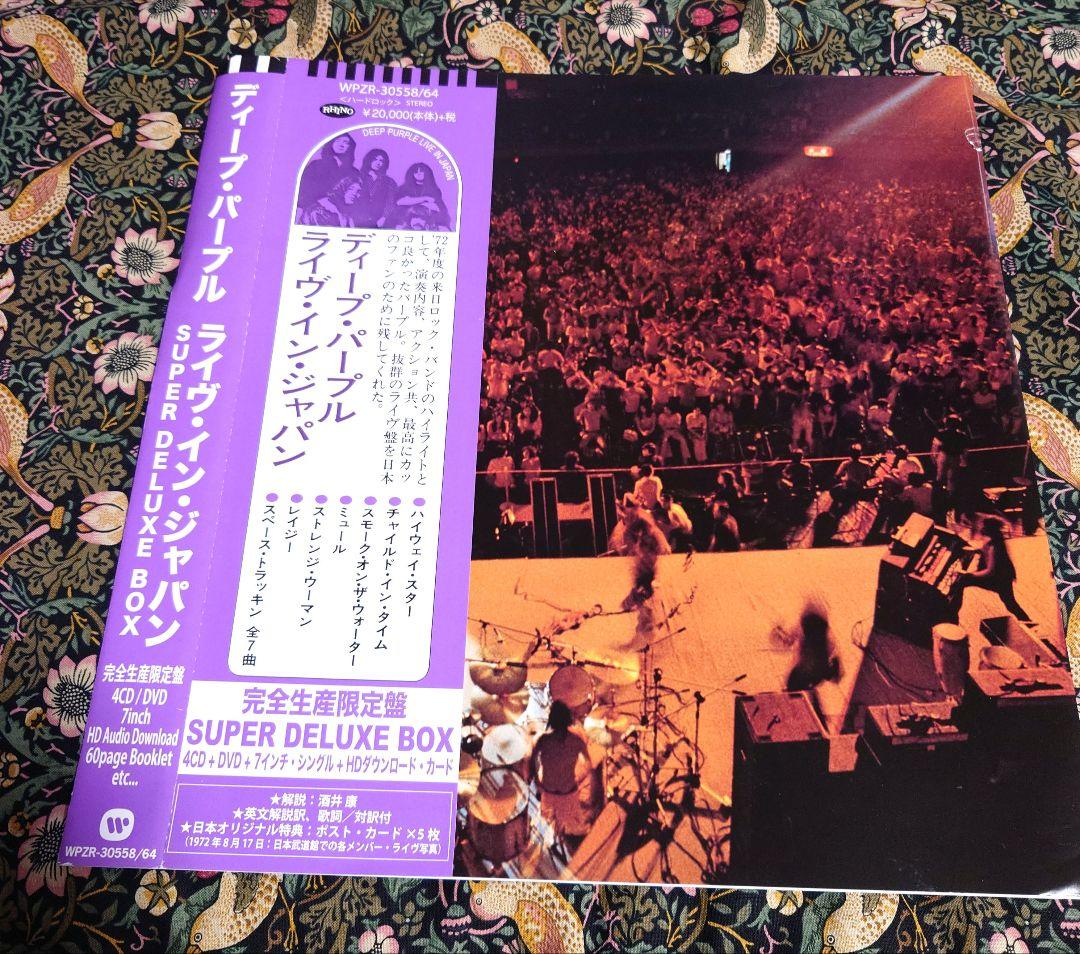 ディープ・パープル ライヴ・イン・ジャパン
SUPER DELUXE BOX
完全生産限定盤
4CD/DVD
7inch
HD Audio Download
60page Booklet
etc...
WPZR-30558/64
WPZR-30558/64
<ハードロック> STEREO
RHINO ¥20,000(本体)+税
DEEP PURPLE LIVE IN JAPAN
'72年度の来日ロック・バンドのハイライトと
して、演奏内容、アクション共、最高にカッ
コ良かったパープル。抜群のライヴ盤を日本
のファンのために残してくれた。
ディープ・パープル
ライヴ・イン・ジャパン
●ハイウェイ・スター
●チャイルド・イン・タイム
●スモーク・オン・ザ・ウォーター
●ミュール
●ストレンジ・ウーマン
●レイジー
●スペース・トラッキン 全7曲
完全生産限定盤
SUPER DELUXE BOX
4CD+DVD+7インチ・シングル+HDダウンロード・カード
★解説:酒井 康
★英文解説訳、歌詞/対訳付
★日本オリジナル特典:ポスト・カード×5枚
(1972年8月17日:日本武道館での各メンバー・ライヴ写真)